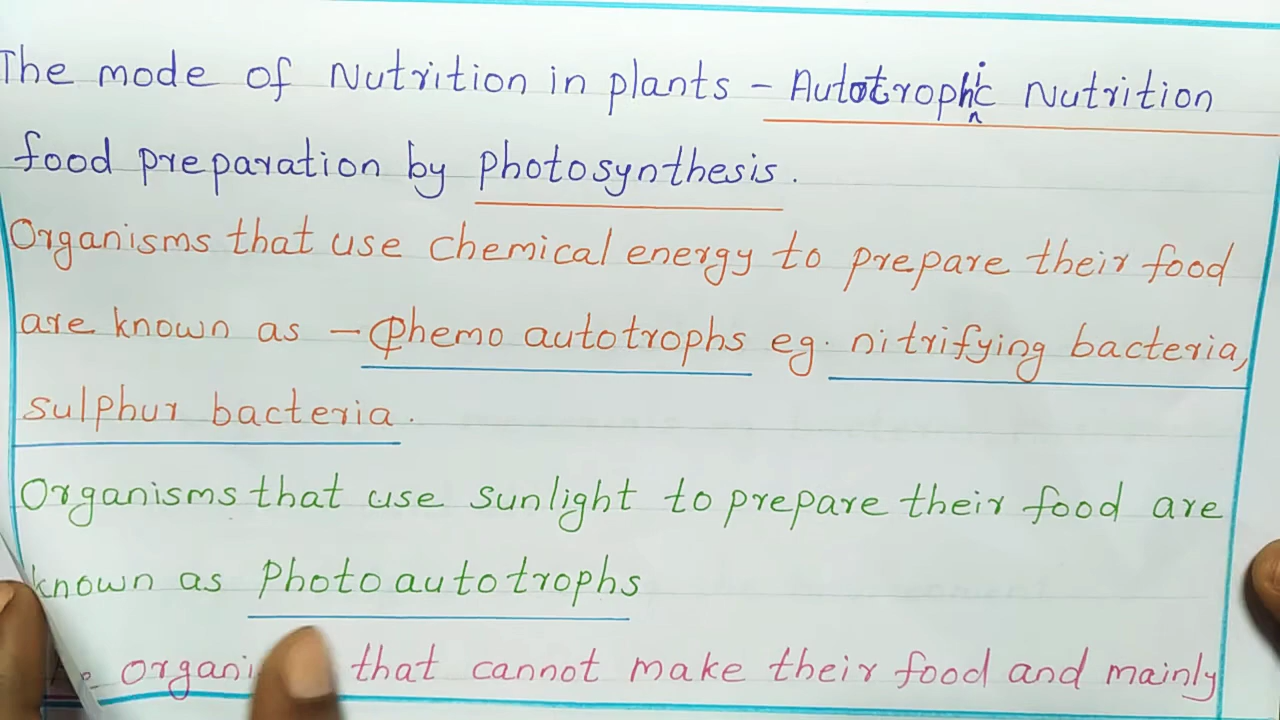 The mode of Nutrition in plants - Autotrophic Nutrition
food preparation by photosynthesis.
Organisms that use chemical energy to prepare their food
are known as - Chemo autotrophs eg. nitrifying bacteria,
sulphur bacteria.
Organisms that use sunlight to prepare their food are
known as Photo autotrophs
that cannot make their food and mainly